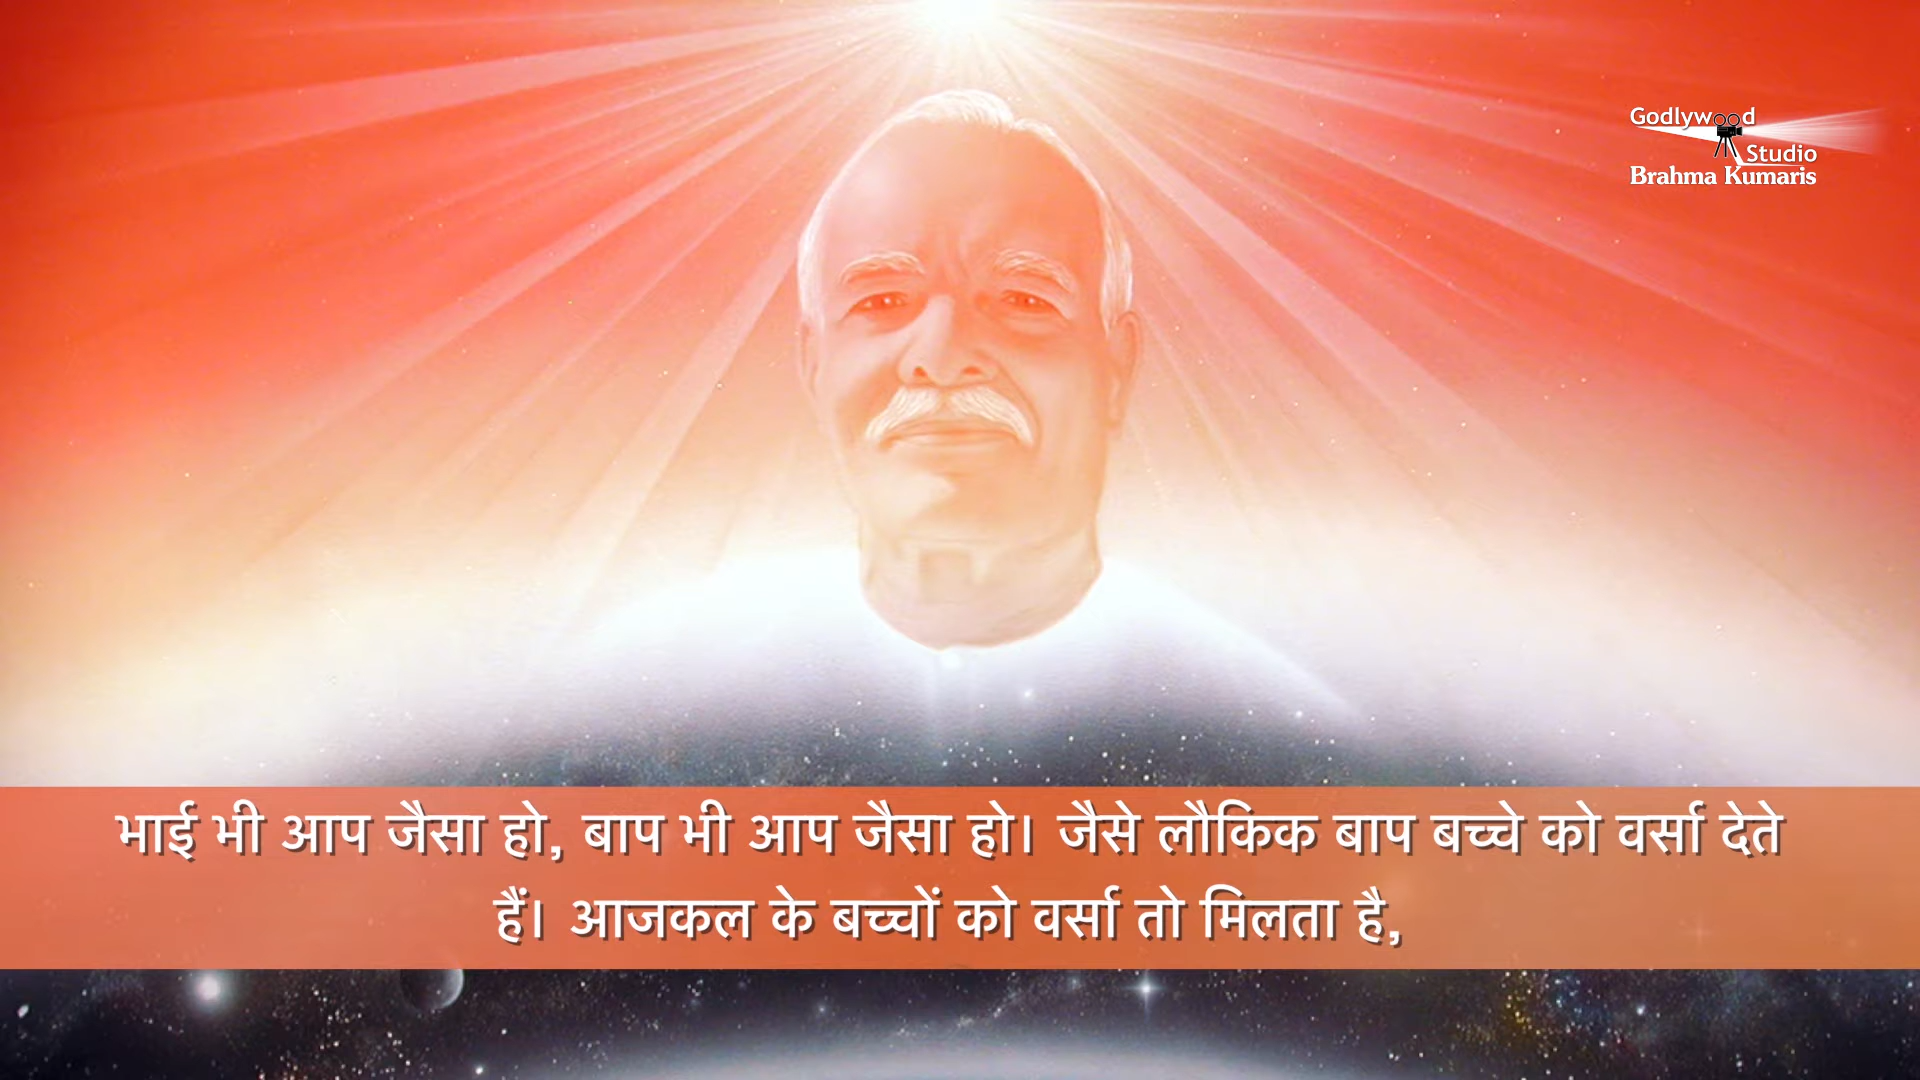 Godlywood
Studio
Brahma Kumaris
भाई भी आप जैसा हो, बाप भी आप जैसा हो। जैसे लौकिक बाप बच्चे को वर्सा देते
हैं। आजकल के बच्चों को वर्सा तो मिलता है,